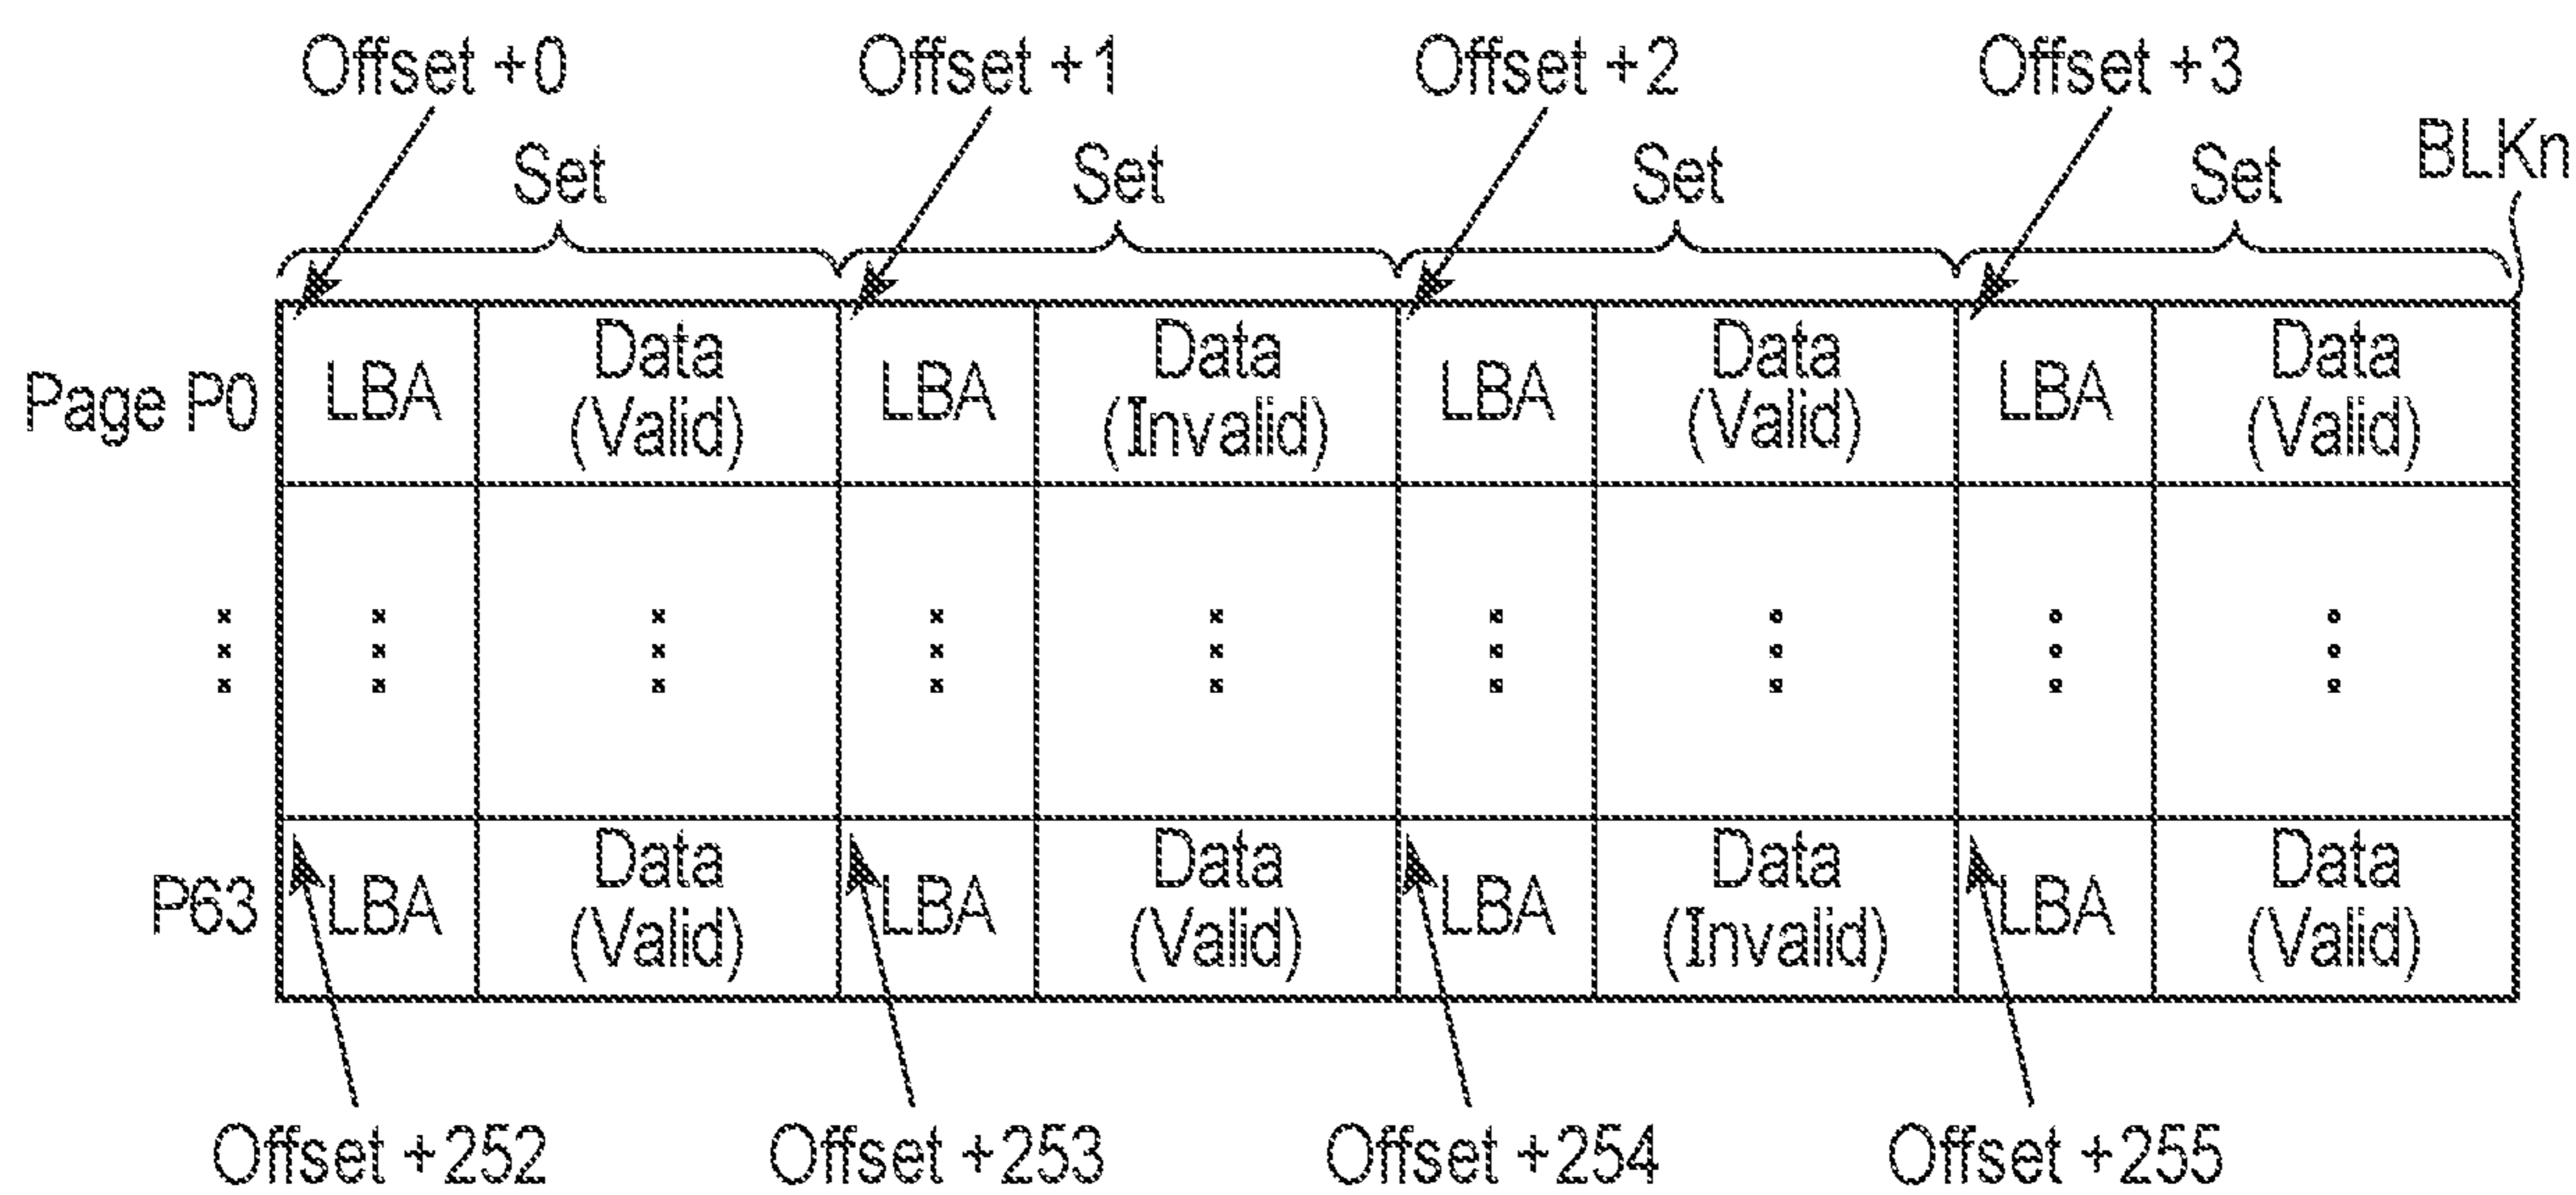 Offset +0 Offset +1 Offset +2 Offset +3
Set Set Set Set BLKn
Page P0 LBA Data (Valid) LBA Data (Invalid) LBA Data (Valid) LBA Data (Valid)
P63 LBA Data (Valid) LBA Data (Valid) LBA Data (Invalid) LBA Data (Valid)
Offset +252 Offset +253 Offset +254 Offset +255